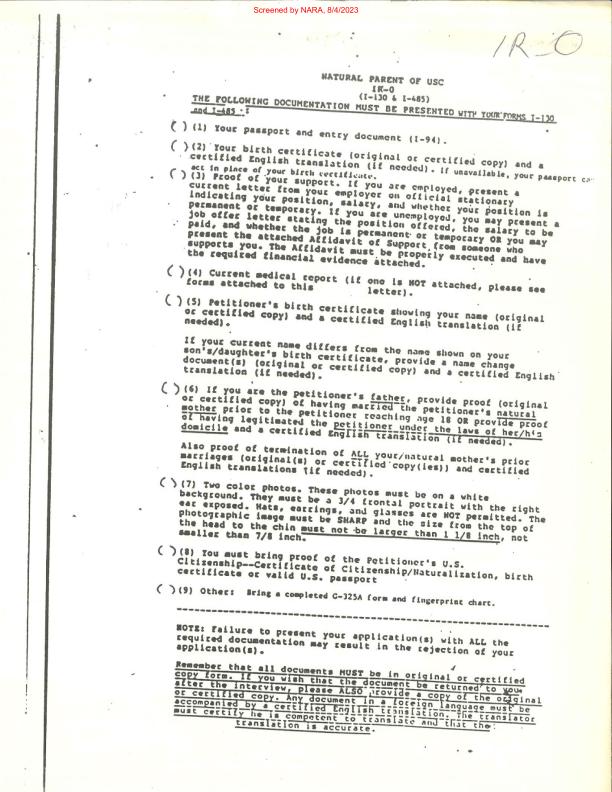 Screened by NARA, 8/4/2023
IR-O
NATURAL PARENT OF USC
IR-0
(I-130 & I-485)
THE FOLLOWING DOCUMENTATION MUST BE PRESENTED WITH YOUR FORMS I-130
and I-485 :
( ) (1) Your passport and entry document (I-94).
( ) (2) Your birth certificate (original or certified copy) and a
certified English translation (if needed). If unavailable, your passport ca
act in place of your birth certificate.
( ) (3) Proof of your support. If you are employed, present a
current letter from your employer on official stationary
indicating your position, salary, and whether your position is
permanent or temporary. If you are unemployed, you may present a
job offer letter stating the position offered, the salary to be
paid, and whether the job is permanent or temporary OR you may
present the attached Affidavit of Support from someone who
supports you. The Affidavit must be properly executed and have
the required financial evidence attached.
( ) (4) Current medical report (if one is NOT attached, please see
forms attached to this letter).
( ) (5) Petitioner's birth certificate showing your name (original
or certified copy) and a certified English translation (if
needed).
If your current name differs from the name shown on your
son's/daughter's birth certificate, provide a name change
document(s) (original or certified copy) and a certified English
translation (if needed).
( ) (6) If you are the petitioner's father, provide proof (original
or certified copy) of having married the petitioner's natural
mother prior to the petitioner reaching age 18 OR provide proof
of having legitimated the petitioner under the laws of her/his
domicile and a certified English translation (if needed).
Also proof of termination of ALL your/natural mother's prior
marriages (original(s) or certified copy(ies)) and certified
English translations (if needed).
( ) (7) Two color photos. These photos must be on a white
background. They must be a 3/4 frontal portrait with the right
ear exposed. Hats, earrings, and glasses are NOT permitted. The
photographic image must be SHARP and the size from the top of
the head to the chin must not be larger than 1 1/8 inch, not
smaller than 7/8 inch.
( ) (8) You must bring proof of the Petitioner's U.S.
Citizenship--Certificate of Citizenship/Naturalization, birth
certificate or valid U.S. passport
( ) (9) Other: Bring a completed G-325A form and fingerprint chart.
NOTE: Failure to present your application(s) with ALL the
required documentation may result in the rejection of your
application(s).
Remember that all documents MUST be in original or certified
copy form. If you wish that the document be returned to you
after the interview, please ALSO provide a copy of the original
or certified copy. Any document in a foreign language must be
accompanied by a certified English translation. The translator
must certify he is competent to translate and that the
translation is accurate.